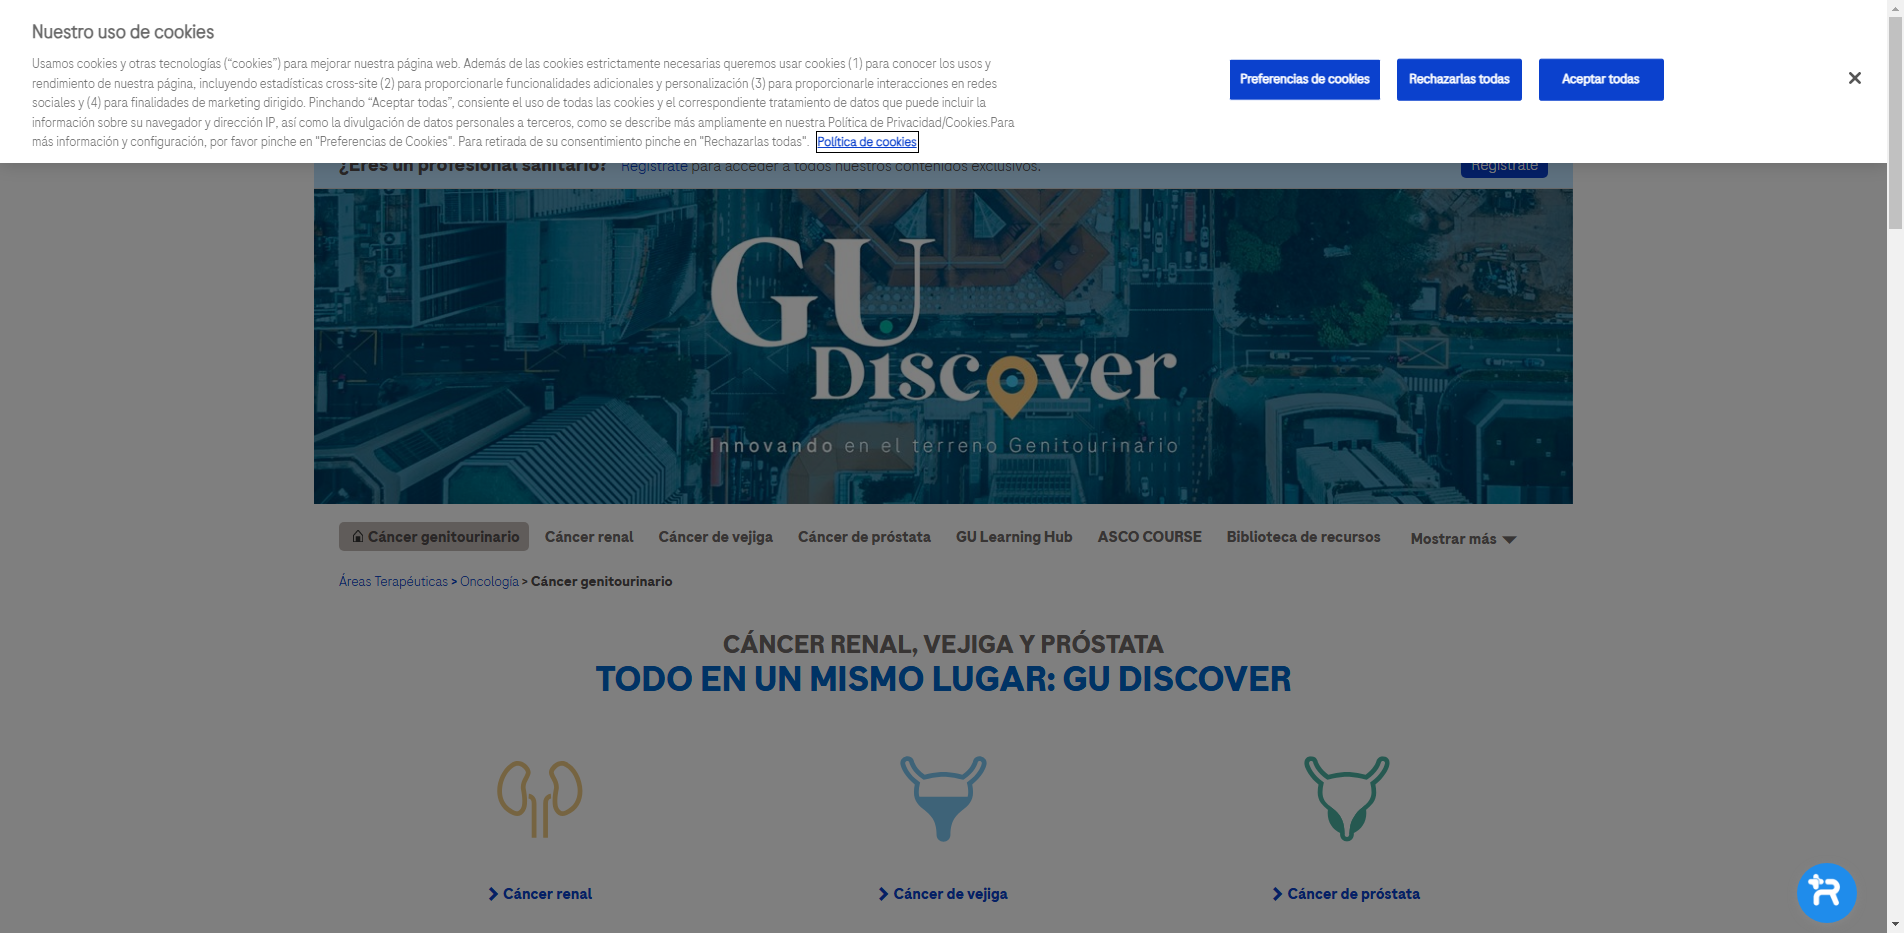 Nuestro uso de cookies
Usamos cookies y otras tecnologías (“cookies”) para mejorar nuestra página web. Además de las cookies estrictamente necesarias queremos usar cookies (1) para conocer los usos y
rendimiento de nuestra página, incluyendo estadísticas cross-site (2) para proporcionarle funcionalidades adicionales y personalización (3) para proporcionarle interacciones en redes
sociales y (4) para finalidades de marketing dirigido. Pinchando “Aceptar todas”, consiente el uso de todas las cookies y el correspondiente tratamiento de datos que puede incluir la
información sobre su navegador y dirección IP, así como la divulgación de datos personales a terceros, como se describe más ampliamente en nuestra Política de Privacidad/Cookies.Para
más información y configuración, por favor pinche en "Preferencias de Cookies". Para retirada de su consentimiento pinche en "Rechazarlas todas". Política de cookies
Preferencias de cookies
Rechazarlas todas
Aceptar todas
¿Eres un profesional sanitario? Regístrate para acceder a todos nuestros contenidos exclusivos.
Regístrate
GU
Discover
Innovando en el terreno Genitourinario
Cáncer genitourinario
Cáncer renal
Cáncer de vejiga
Cáncer de próstata
GU Learning Hub
ASCO COURSE
Biblioteca de recursos
Mostrar más
Áreas Terapéuticas > Oncología > Cáncer genitourinario
CÁNCER RENAL, VEJIGA Y PRÓSTATA
TODO EN UN MISMO LUGAR: GU DISCOVER
Cáncer renal
Cáncer de vejiga
Cáncer de próstata